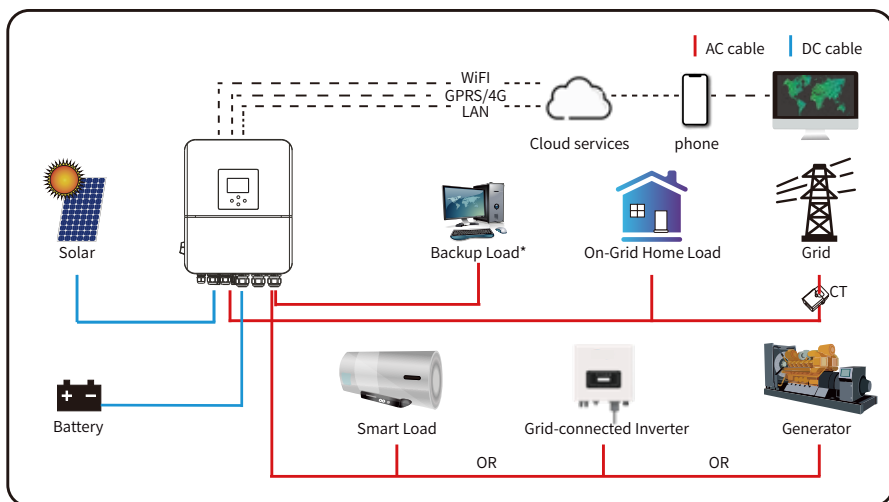 AC cable
DC cable
WiFI
GPRS/4G
LAN
Cloud services
phone
Solar
Backup Load*
On-Grid Home Load
Grid
CT
Battery
Smart Load
Grid-connected Inverter
Generator
OR
OR